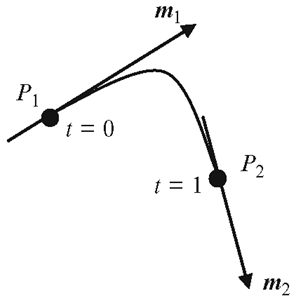 m1
P1
t = 0
P2
t = 1
m2